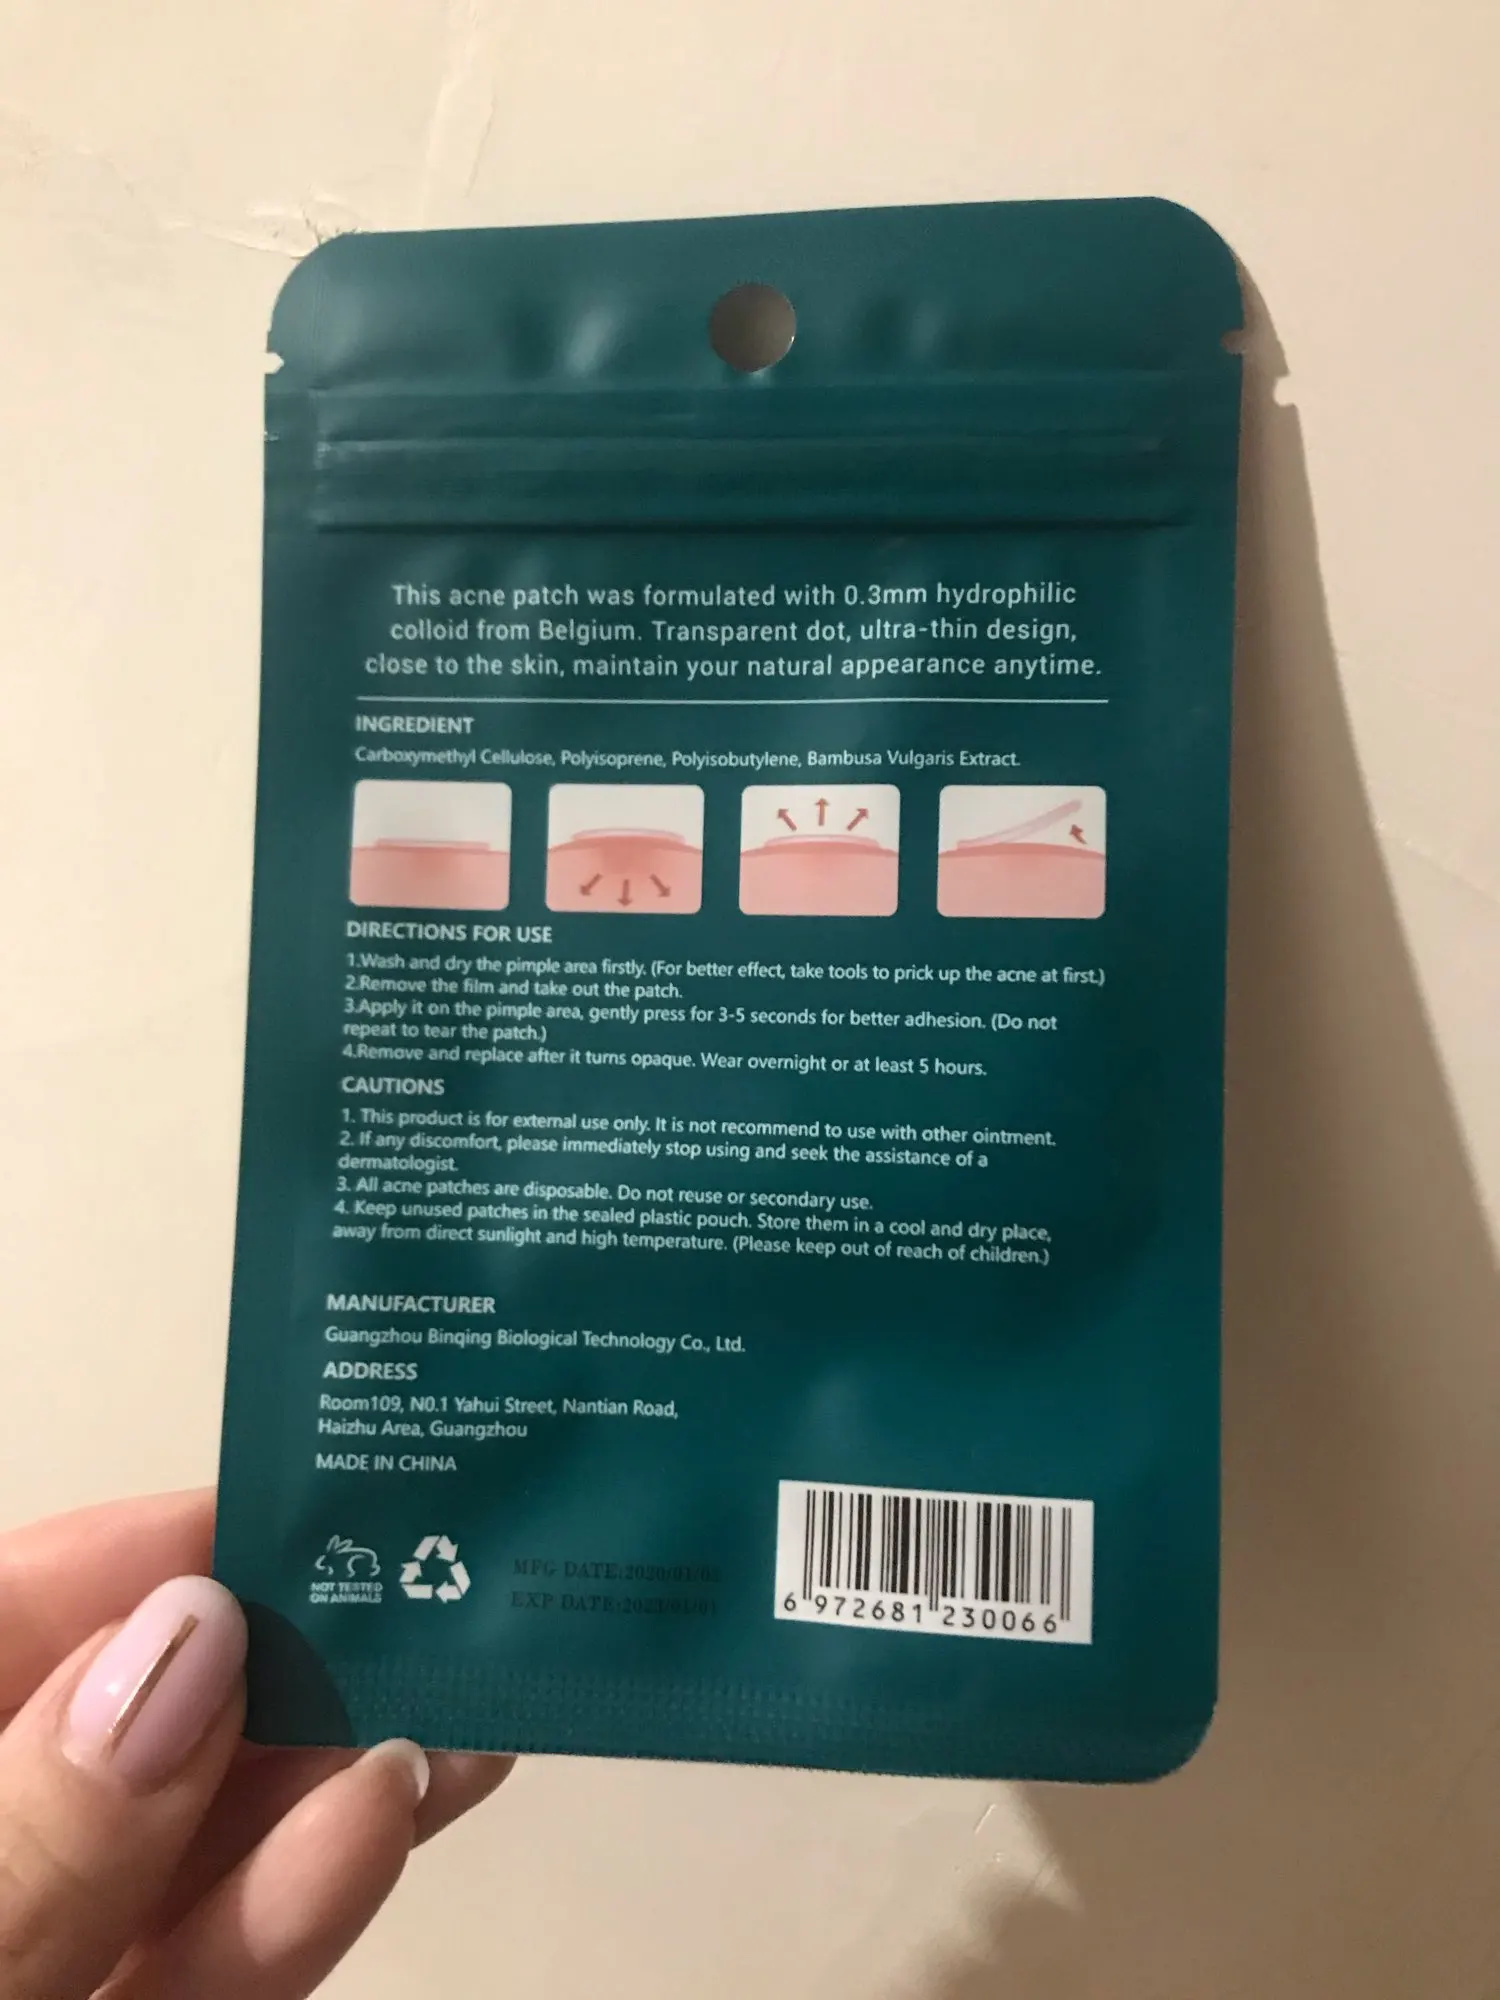 This acne patch was formulated with 0.3mm hydrophilic
colloid from Belgium. Transparent dot, ultra-thin design,
close to the skin, maintain your natural appearance anytime.
INGREDIENT
Carboxymethyl Cellulose, Polyisoprene, Polyisobutylene, Bambusa Vulgaris Extract.
DIRECTIONS FOR USE
1.Wash and dry the pimple area firstly. (For better effect, take tools to prick up the acne at first.)
2.Remove the film and take out the patch.
3.Apply it on the pimple area, gently press for 3-5 seconds for better adhesion. (Do not
repeat to tear the patch.)
4.Remove and replace after it turns opaque. Wear overnight or at least 5 hours.
CAUTIONS
1. This product is for external use only. It is not recommend to use with other ointment.
2. If any discomfort, please immediately stop using and seek the assistance of a
dermatologist.
3. All acne patches are disposable. Do not reuse or secondary use.
4. Keep unused patches in the sealed plastic pouch. Store them in a cool and dry place,
away from direct sunlight and high temperature. (Please keep out of reach of children.)
MANUFACTURER
Guangzhou Binqing Biological Technology Co., Ltd.
ADDRESS
Room109, N0.1 Yahui Street, Nantian Road,
Haizhu Area, Guangzhou
MADE IN CHINA
NOT TESTED
ON ANIMALS
MFG DATE:
EXP DATE:
6 972681 230066